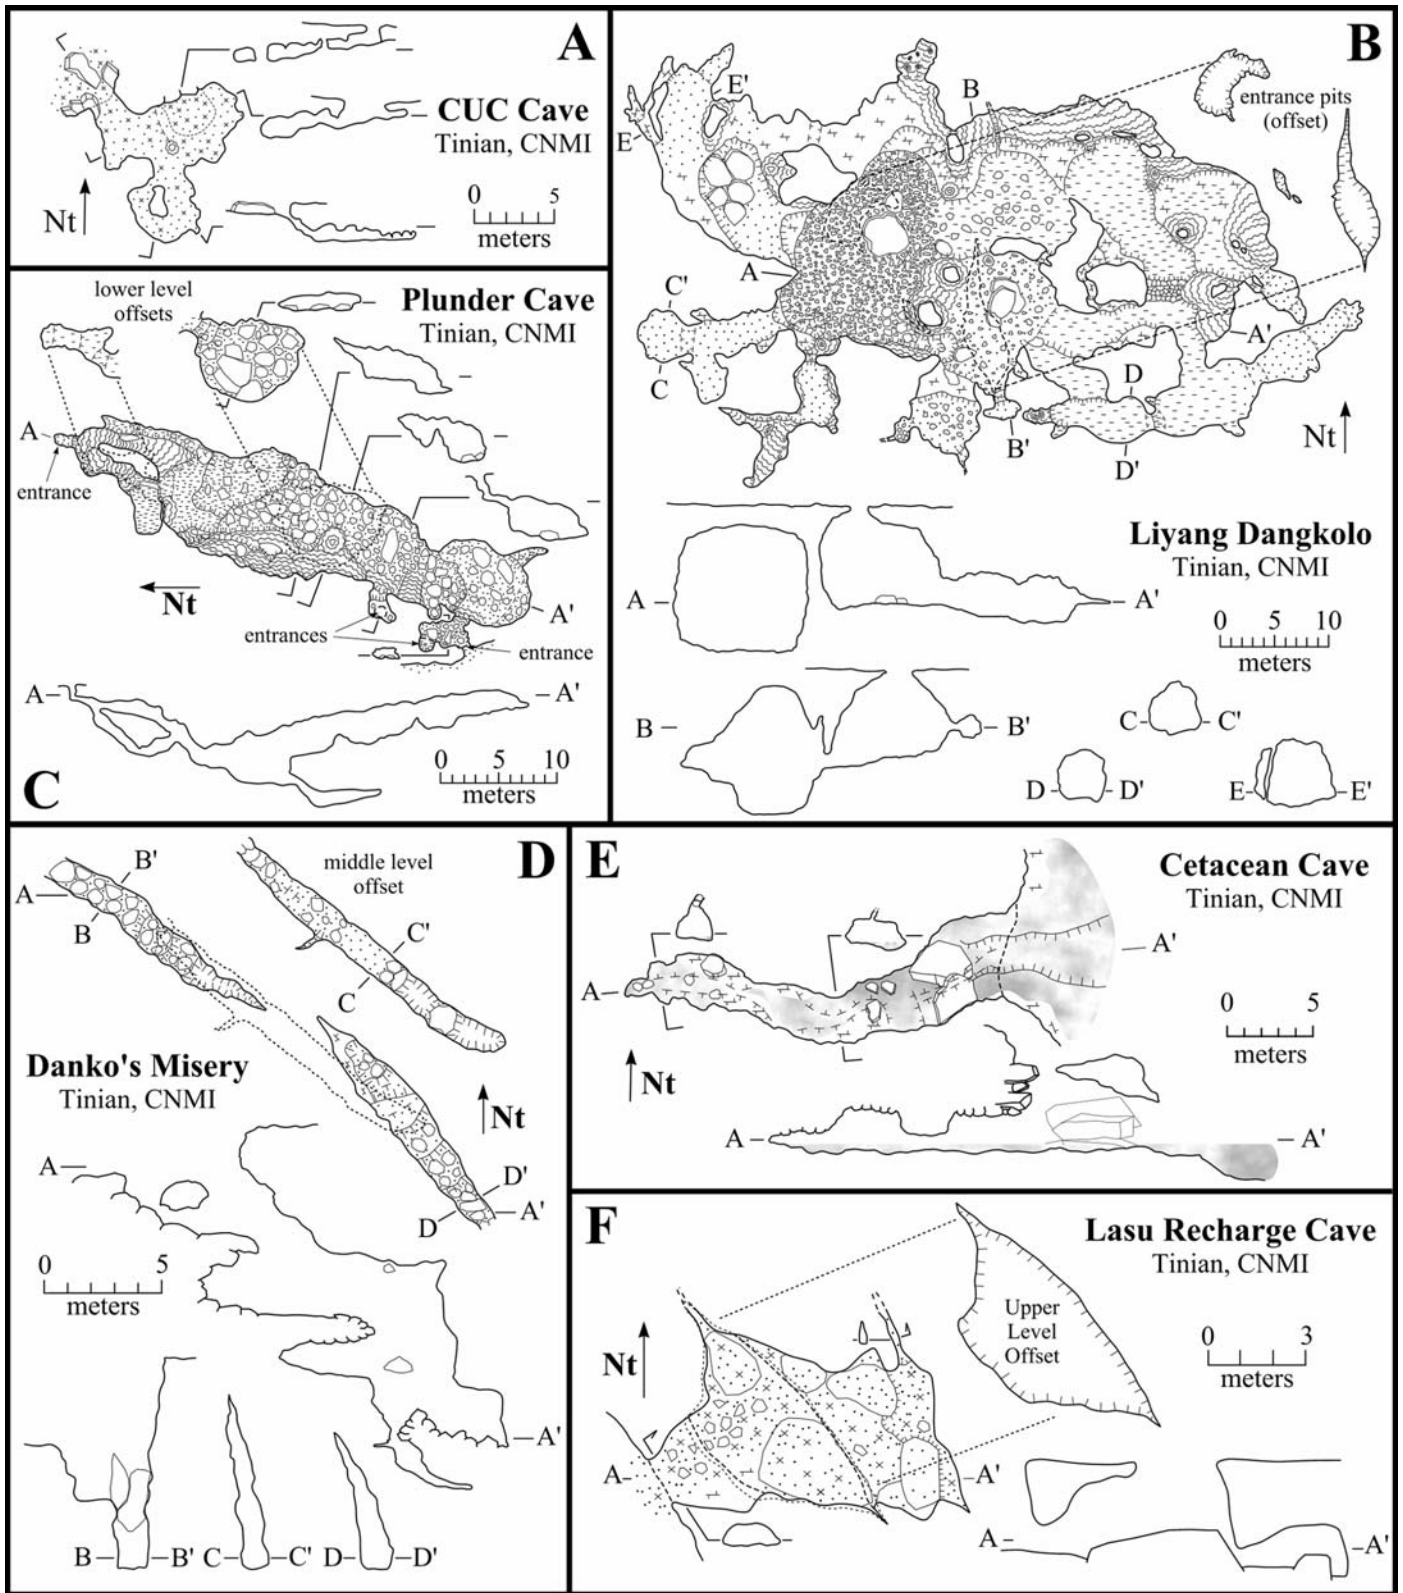 A
CUC Cave
Tinian, CNMI
0 5
meters
Nt
B
E'
E
B
entrance pits
(offset)
A
C'
C
A'
D
B'
D'
Nt
Liyang Dangkolo
Tinian, CNMI
0 5 10
meters
A A'
B B'
C C'
D D'
E E'
lower level
offsets
Plunder Cave
Tinian, CNMI
A
entrance
Nt
A'
entrances
entrance
A A'
0 10
meters
C
D
B'
A
B
middle level
offset
C'
C
Danko's Misery
Tinian, CNMI
Nt
D'
D
A'
A
0 5
meters
A'
B B' C C' D D'
E
Cetacean Cave
Tinian, CNMI
A'
A
0 5
meters
Nt
A A'
F
Lasu Recharge Cave
Tinian, CNMI
Upper
Level
Offset
0 3
meters
Nt
A A'
A A'